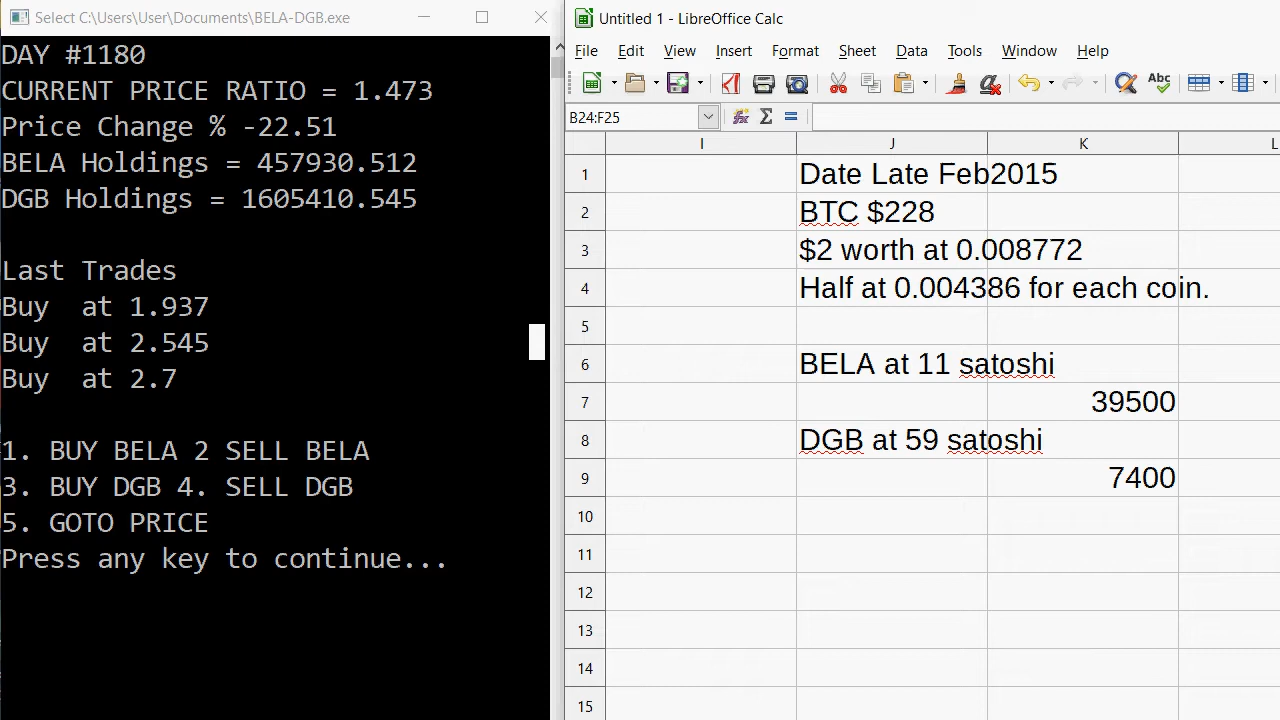 Select C:\Users\User\Documents\BELA-DGB.exe
DAY #1180
CURRENT PRICE RATIO = 1.473
Price Change % -22.51
BELA Holdings = 457930.512
DGB Holdings = 1605410.545
Last Trades
Buy  at 1.937
Buy  at 2.545
Buy  at 2.7
1. BUY BELA 2 SELL BELA
3. BUY DGB 4. SELL DGB
5. GOTO PRICE
Press any key to continue...
Untitled 1 - LibreOffice Calc
File Edit View Insert Format Sheet Data Tools Window Help
B24:F25
I J K L
1 Date Late Feb2015
2 BTC $228
3 $2 worth at 0.008772
4 Half at 0.004386 for each coin.
5
6 BELA at 11 satoshi
7 39500
8 DGB at 59 satoshi
9 7400
10
11
12
13
14
15